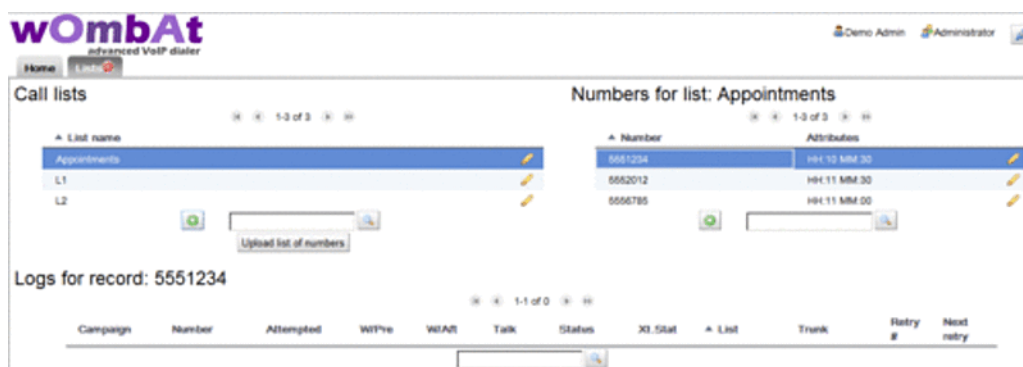 wOmbAt
advanced VoIP dialer
Demo Admin Administrator
Home Lists
Call lists
1-3 of 3
List name
Appointments
L1
L2
Upload list of numbers
Numbers for list: Appointments
1-3 of 3
Number Attributes
5551234 HH:10 MM:30
5552012 HH:11 MM:30
5556785 HH:11 MM:00
Logs for record: 5551234
1-1 of 0
Campaign Number Attempted W/Pre W/Aft Talk Status Xt.Stat List Trunk Retry # Next retry